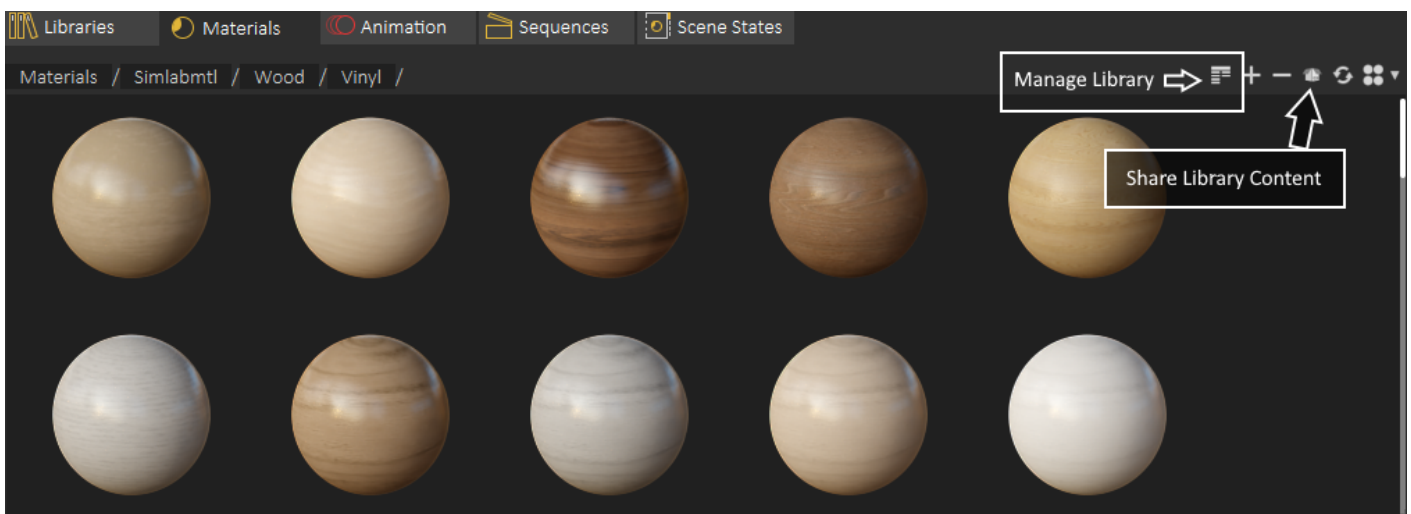 Libraries Materials Animation Sequences Scene States
Materials / Simlabmtl / Wood / Vinyl /
Manage Library
Share Library Content